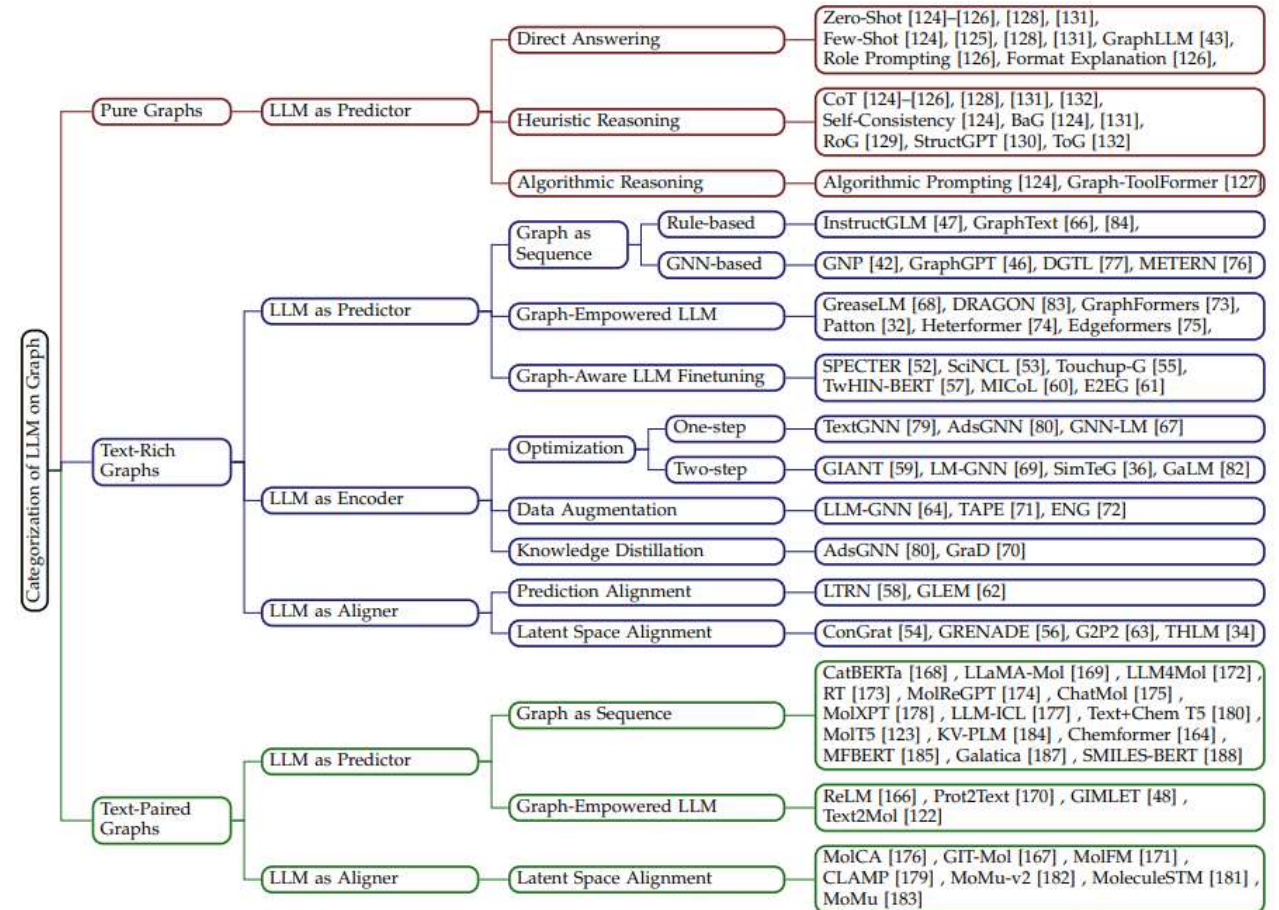 Categorization of LLM on Graph
Pure Graphs
LLM as Predictor
Direct Answering
Zero-Shot [124]–[126], [128], [131],
Few-Shot [124], [125], [128], [131], GraphLLM [43],
Role Prompting [126], Format Explanation [126],
Heuristic Reasoning
CoT [124]–[126], [128], [131], [132],
Self-Consistency [124], BaG [124], [131],
RoG [129], StructGPT [130], ToG [132]
Algorithmic Reasoning
Algorithmic Prompting [124], Graph-ToolFormer [127]
Text-Rich
Graphs
LLM as Predictor
Graph as
Sequence
Rule-based
InstructGLM [47], GraphText [66], [84],
GNN-based
GNP [42], GraphGPT [46], DGTL [77], METERN [76]
Graph-Empowered LLM
GreaseLM [68], DRAGON [83], GraphFormers [73],
Patton [32], Heterformer [74], Edgeformers [75],
Graph-Aware LLM Finetuning
SPECTER [52], SciNCL [53], Touchup-G [55],
TwHIN-BERT [57], MICoL [60], E2EG [61]
LLM as Encoder
Optimization
One-step
TextGNN [79], AdsGNN [80], GNN-LM [67]
Two-step
GIANT [59], LM-GNN [69], SimTeG [36], GaLM [82]
Data Augmentation
LLM-GNN [64], TAPE [71], ENG [72]
Knowledge Distillation
AdsGNN [80], GraD [70]
LLM as Aligner
Prediction Alignment
LTRN [58], GLEM [62]
Latent Space Alignment
ConGrat [54], GRENADE [56], G2P2 [63], THLM [34]
Text-Paired
Graphs
LLM as Predictor
Graph as Sequence
CatBERTa [168] , LLaMA-Mol [169] , LLM4Mol [172] ,
RT [173] , MolReGPT [174] , ChatMol [175] ,
MolXPT [178] , LLM-ICL [177] , Text+Chem T5 [180] ,
MolT5 [123] , KV-PLM [184] , Chemformer [164] ,
MFBERT [185] , Galatica [187] , SMILES-BERT [188]
Graph-Empowered LLM
ReLM [166] , Prot2Text [170] , GIMLET [48] ,
Text2Mol [122]
LLM as Aligner
Latent Space Alignment
MolCA [176] , GIT-Mol [167] , MolFM [171] ,
CLAMP [179] , MoMu-v2 [182] , MoleculeSTM [181] ,
MoMu [183]